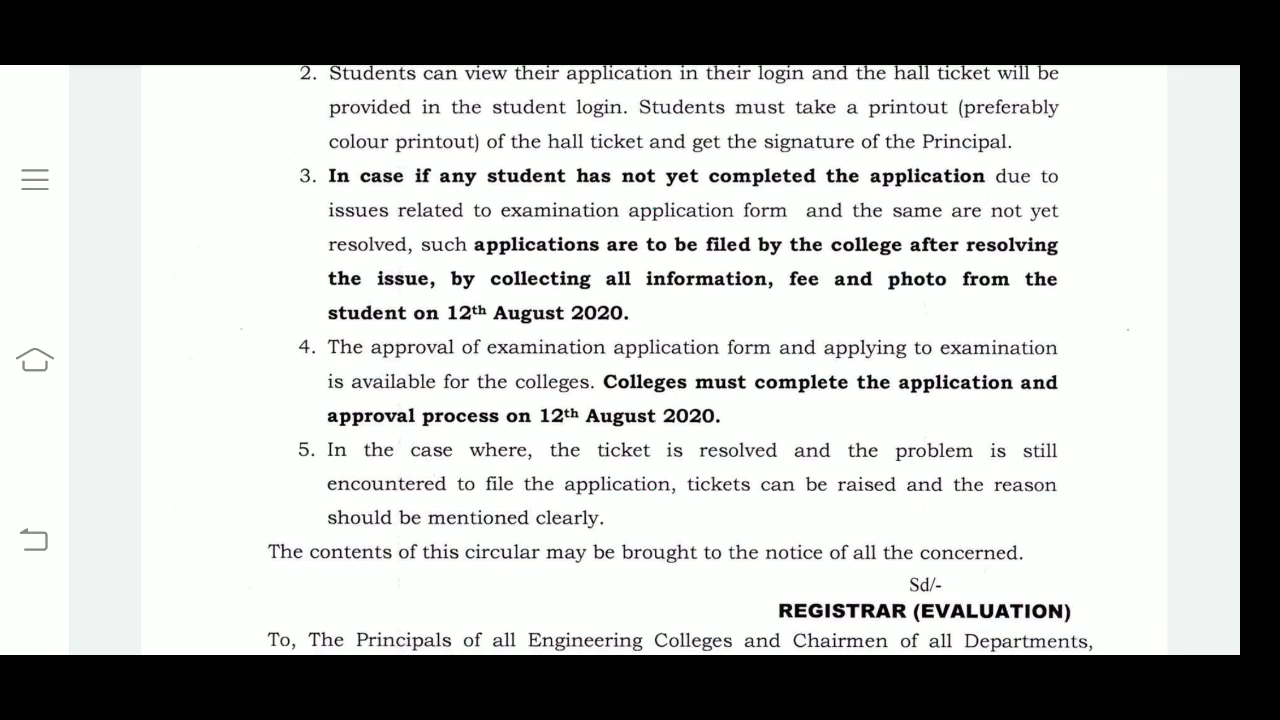 2. Students can view their application in their login and the hall ticket will be
provided in the student login. Students must take a printout (preferably
colour printout) of the hall ticket and get the signature of the Principal.
3. In case if any student has not yet completed the application due to
issues related to examination application form and the same are not yet
resolved, such applications are to be filed by the college after resolving
the issue, by collecting all information, fee and photo from the
student on 12th August 2020.
4. The approval of examination application form and applying to examination
is available for the colleges. Colleges must complete the application and
approval process on 12th August 2020.
5. In the case where, the ticket is resolved and the problem is still
encountered to file the application, tickets can be raised and the reason
should be mentioned clearly.
The contents of this circular may be brought to the notice of all the concerned.
Sd/-
REGISTRAR (EVALUATION)
To, The Principals of all Engineering Colleges and Chairmen of all Departments,